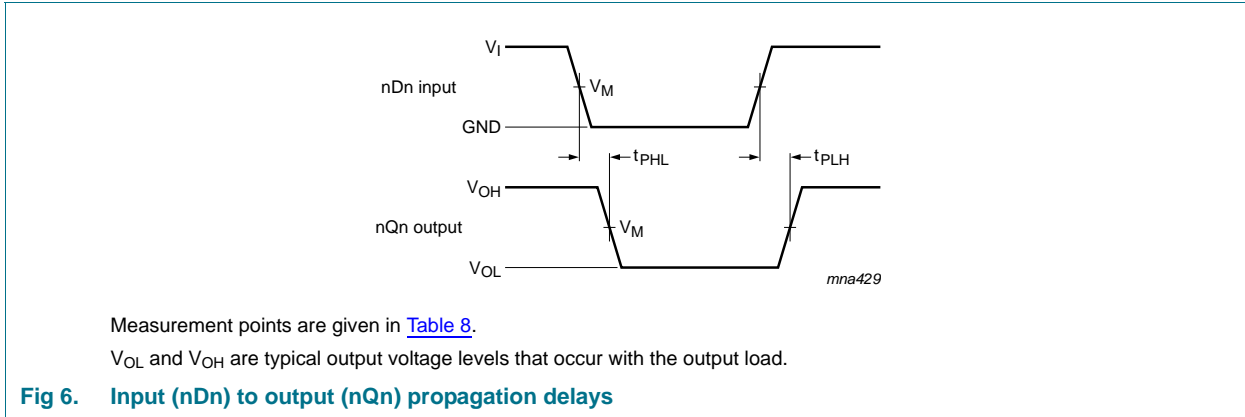 VI
nDn input
VM
GND
tPHL
tPLH
VOH
nQn output
VM
VOL
mna429
Measurement points are given in Table 8.
VOL and VOH are typical output voltage levels that occur with the output load.
Fig 6. Input (nDn) to output (nQn) propagation delays